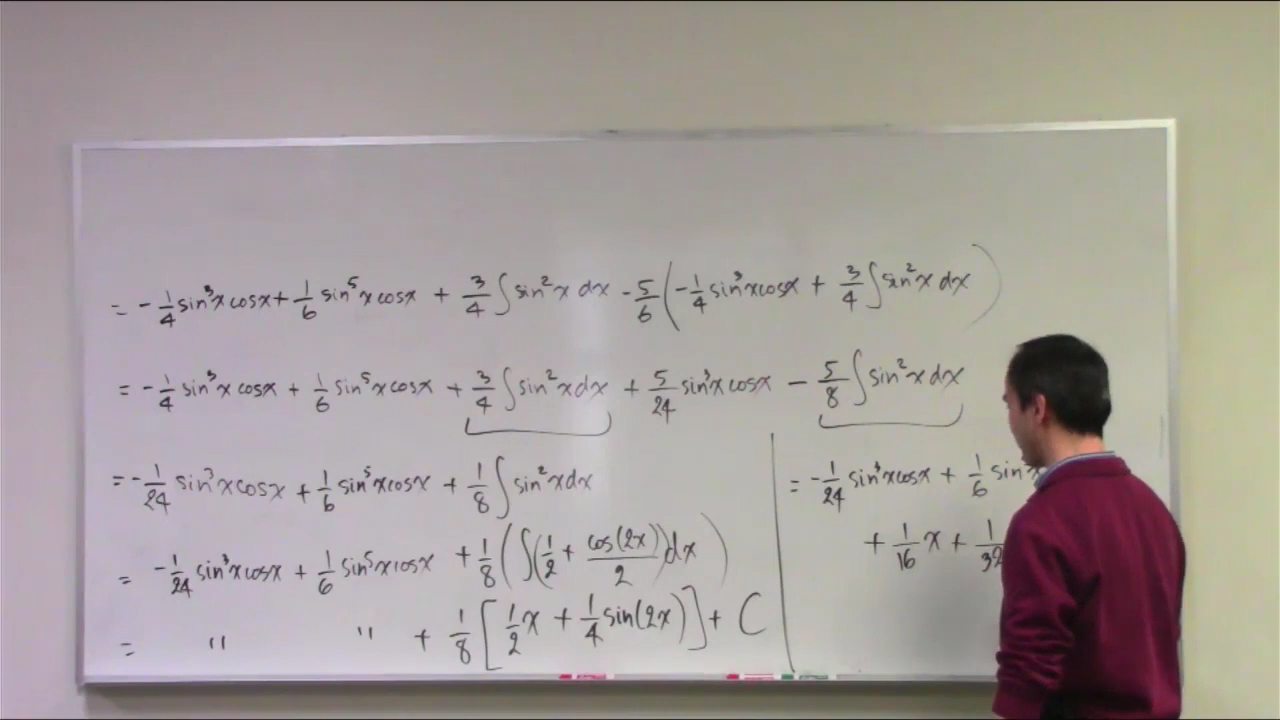 = -1/4 sin³x cosx + 1/6 sin⁵x cosx + 3/4 ∫ sin²x dx - 5/6 ( -1/4 sin³x cosx + 3/4 ∫ sin²x dx )
= -1/4 sin³x cosx + 1/6 sin⁵x cosx + 3/4 ∫ sin²x dx + 5/24 sin³x cosx - 5/8 ∫ sin²x dx
= -1/24 sin³x cosx + 1/6 sin⁵x cosx + 1/8 ∫ sin²x dx
= -1/24 sin³x cosx + 1/6 sin⁵x cosx + 1/8 ( ∫ ( 1/2 + cos(2x)/2 ) dx )
= " " + 1/8 [ 1/2 x + 1/4 sin(2x) ] + C
= -1/24 sin³x cosx + 1/6 sin
+ 1/16 x + 1/32